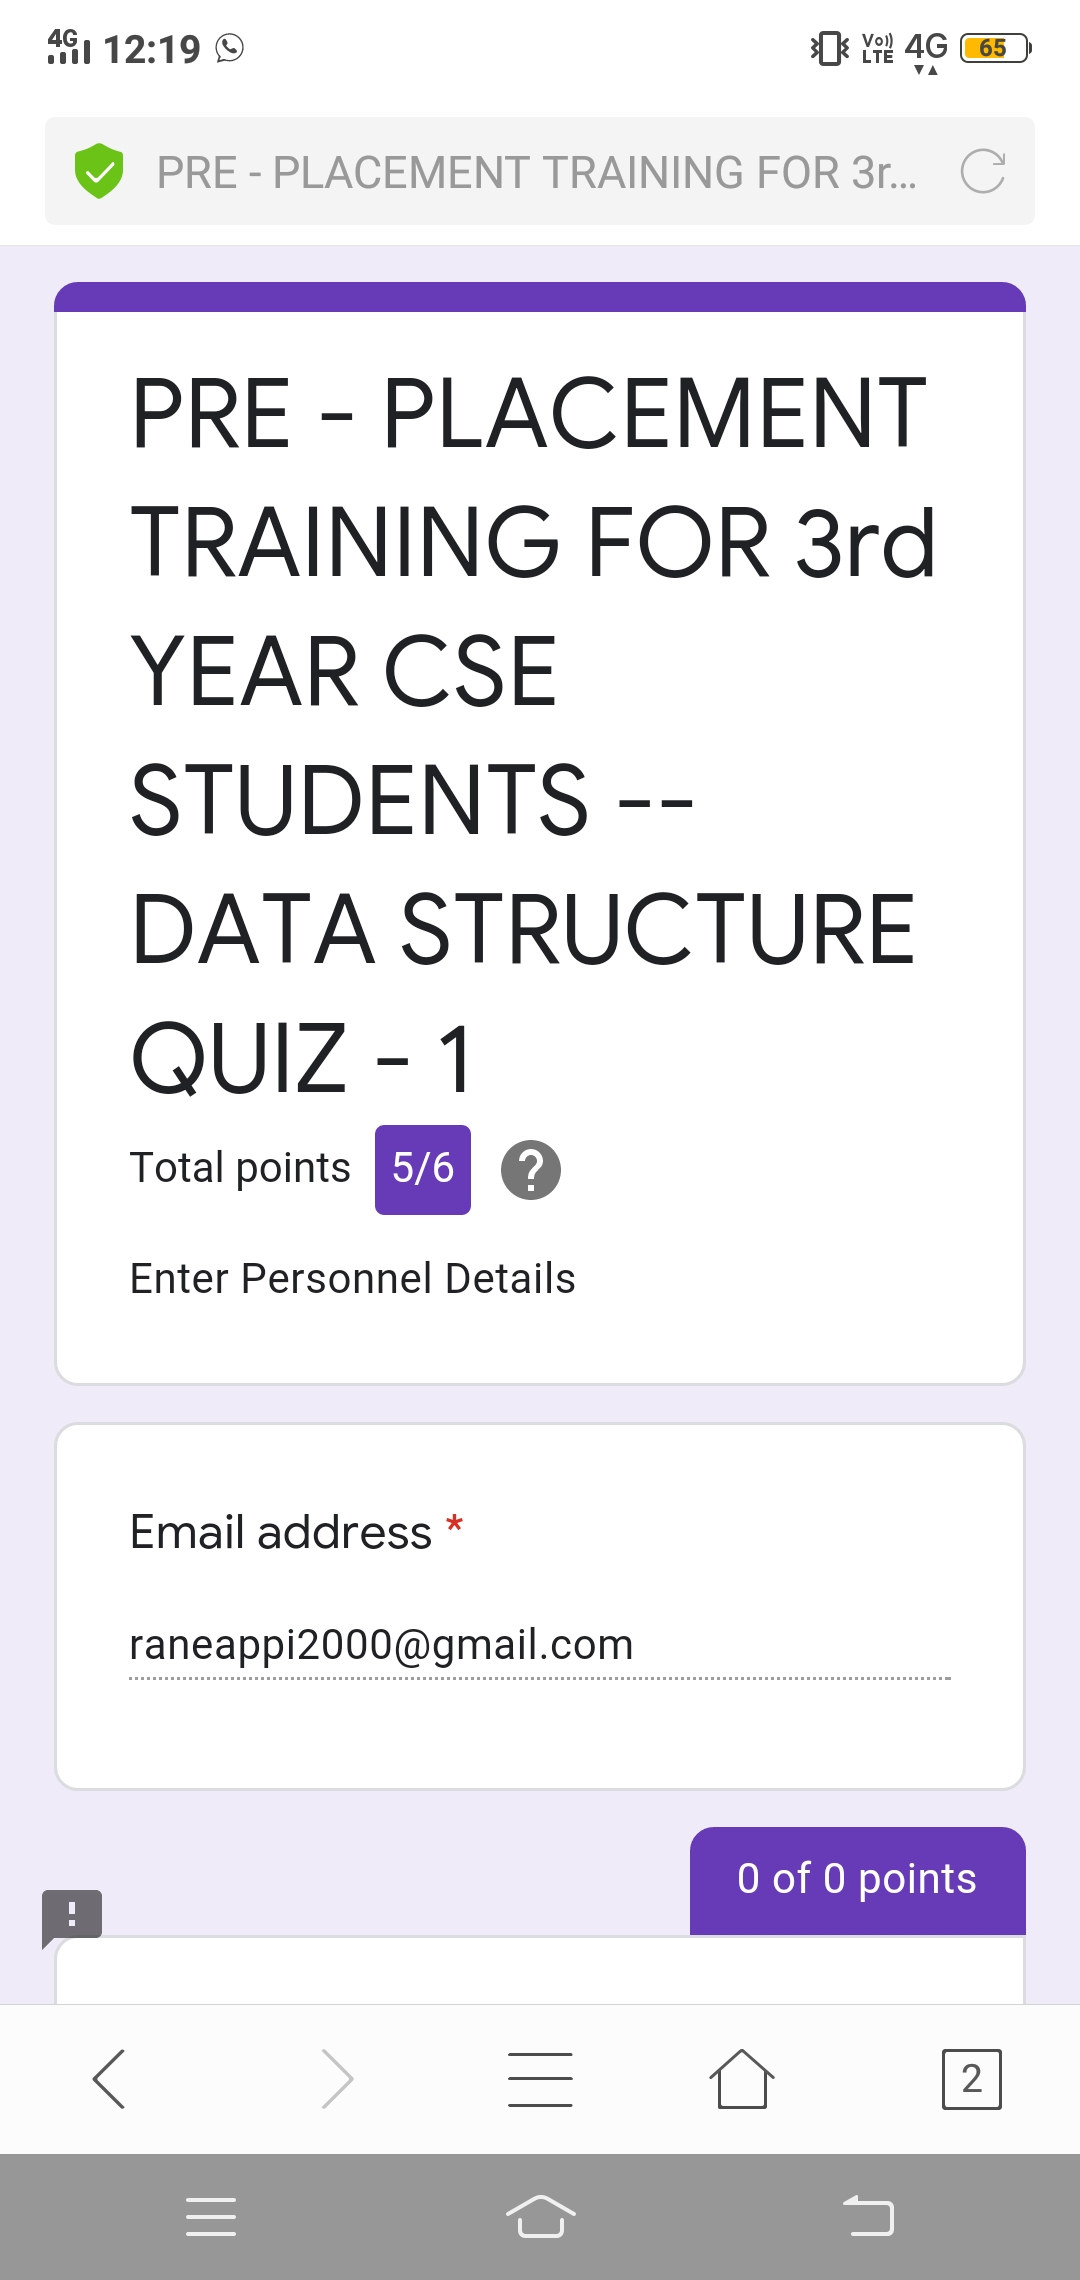 4G 12:19 Vo)) LTE 4G 65
PRE - PLACEMENT TRAINING FOR 3r...
PRE - PLACEMENT
TRAINING FOR 3rd
YEAR CSE
STUDENTS --
DATA STRUCTURE
QUIZ - 1
Total points 5/6 ?
Enter Personnel Details
Email address *
raneappi2000@gmail.com
0 of 0 points
!
2